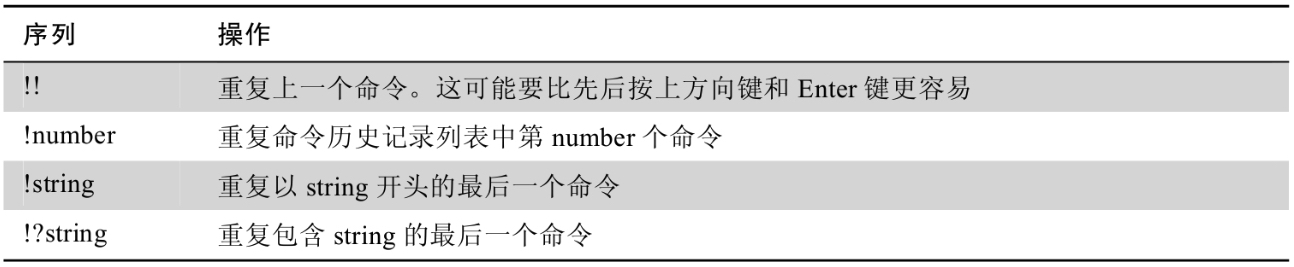 序列 操作
!! 重复上一个命令。这可能要比先后按上方向键和 Enter 键更容易
!number 重复命令历史记录列表中第 number 个命令
!string 重复以 string 开头的最后一个命令
!?string 重复包含 string 的最后一个命令